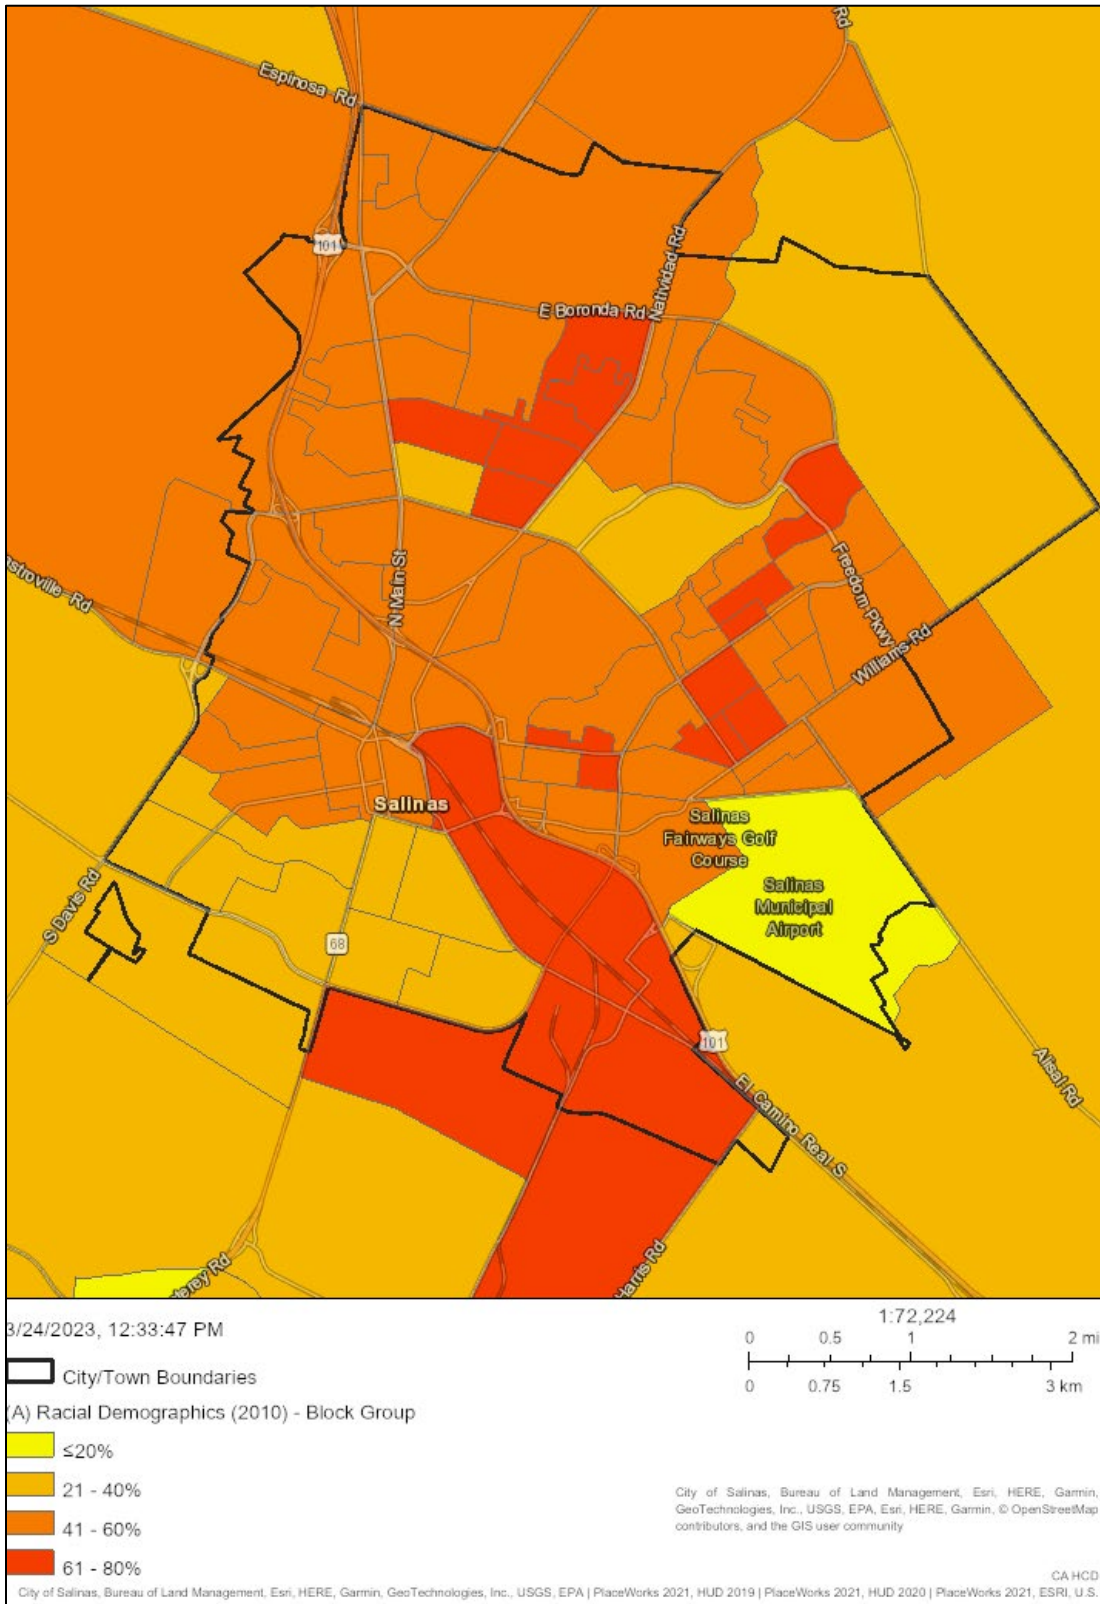 Rd
Espinosa Rd
101
Natividad Rd
E Boronda Rd
stroville Rd
N Main St
Freedom Pkwy
Williams Rd
Salinas
Salinas
Fairways Golf
Course
Salinas
Municipal
Airport
S Davis Rd
68
101
El Camino Real S
Alisal Rd
terey Rd
Harris Rd
3/24/2023, 12:33:47 PM
1:72,224
0 0.5 1 2 mi
0 0.75 1.5 3 km
City/Town Boundaries
(A) Racial Demographics (2010) - Block Group
≤20%
21 - 40%
41 - 60%
61 - 80%
City of Salinas, Bureau of Land Management, Esri, HERE, Garmin,
GeoTechnologies, Inc., USGS, EPA, Esri, HERE, Garmin, © OpenStreetMap
contributors, and the GIS user community
CA HCD
City of Salinas, Bureau of Land Management, Esri, HERE, Garmin, GeoTechnologies, Inc., USGS, EPA | PlaceWorks 2021, HUD 2019 | PlaceWorks 2021, HUD 2020 | PlaceWorks 2021, ESRI, U.S.